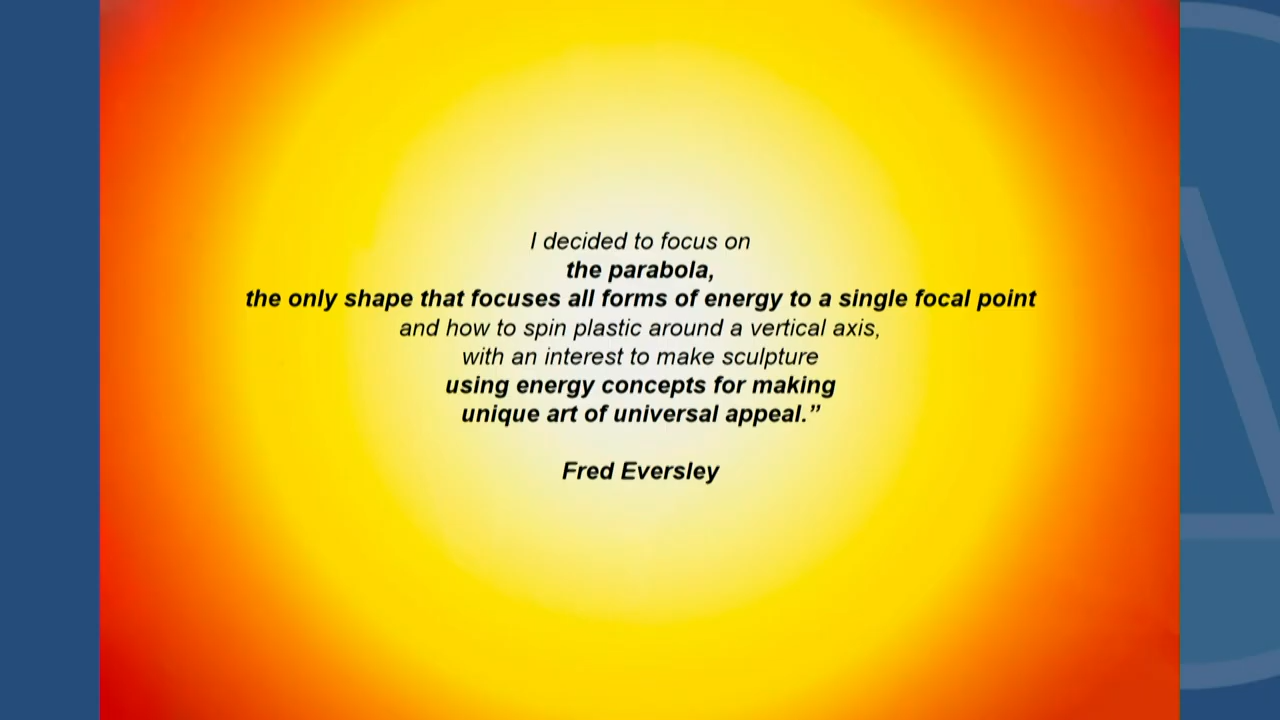 I decided to focus on
the parabola,
the only shape that focuses all forms of energy to a single focal point
and how to spin plastic around a vertical axis,
with an interest to make sculpture
using energy concepts for making
unique art of universal appeal.”
Fred Eversley